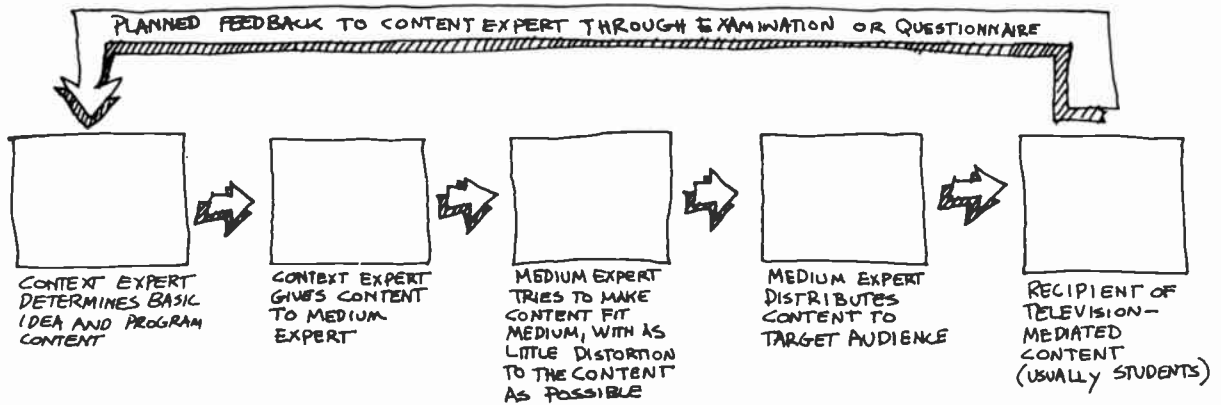 PLANNED FEEDBACK TO CONTENT EXPERT THROUGH EXAMINATION OR QUESTIONNAIRE
CONTEXT EXPERT
DETERMINES BASIC
IDEA AND PROGRAM
CONTENT
CONTEXT EXPERT
GIVES CONTENT
TO MEDIUM
EXPERT
MEDIUM EXPERT
TRIES TO MAKE
CONTENT FIT
MEDIUM, WITH AS
LITTLE DISTORTION
TO THE CONTENT
AS POSSIBLE
MEDIUM EXPERT
DISTRIBUTES
CONTENT TO
TARGET AUDIENCE
RECIPIENT OF
TELEVISION-
MEDIATED
CONTENT
(USUALLY STUDENTS)